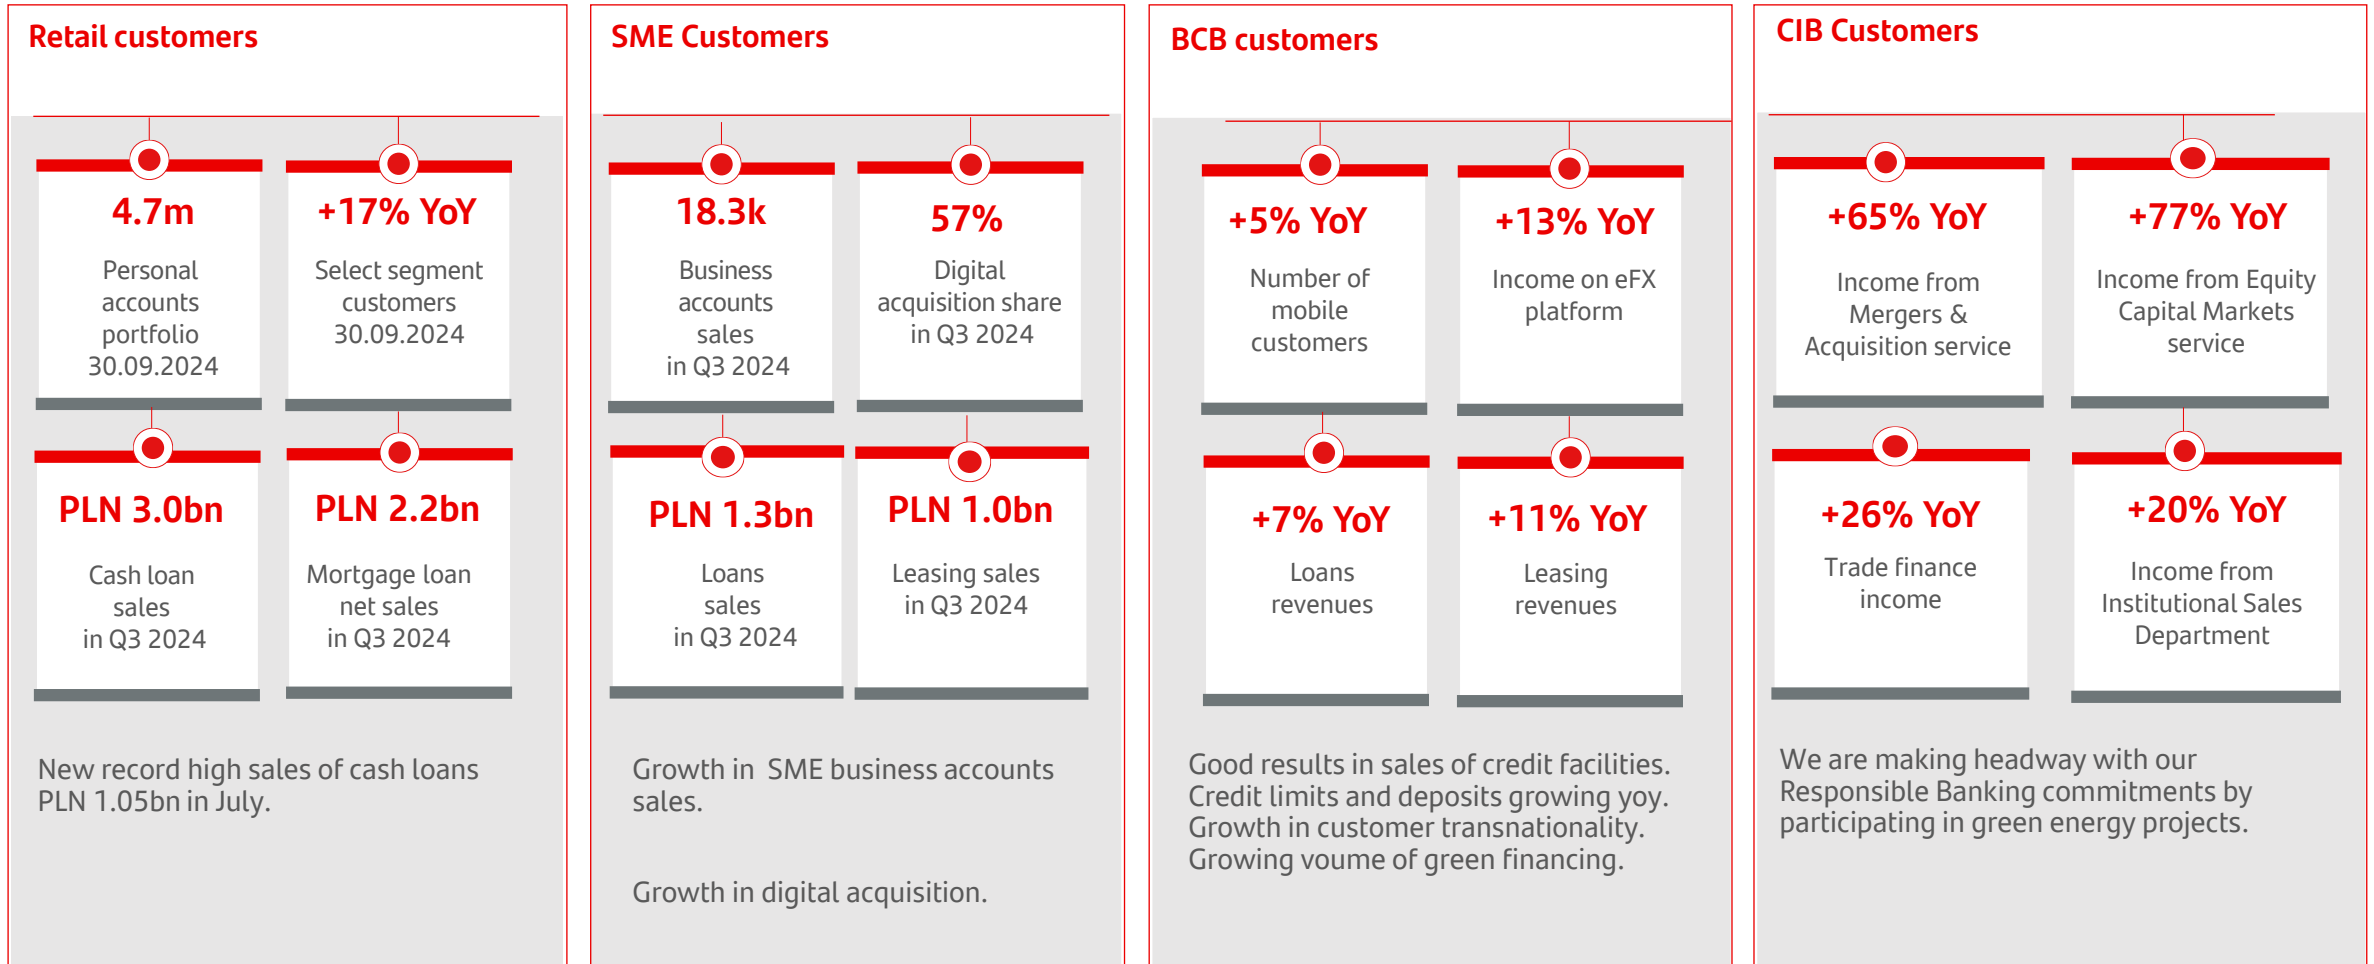 Retail customers
4.7m
Personal
accounts
portfolio
30.09.2024
+17% YoY
Select segment
customers
30.09.2024
PLN 3.0bn
Cash loan
sales
in Q3 2024
PLN 2.2bn
Mortgage loan
net sales
in Q3 2024
New record high sales of cash loans
PLN 1.05bn in July.
SME Customers
18.3k
Business
accounts
sales
in Q3 2024
57%
Digital
acquisition share
in Q3 2024
PLN 1.3bn
Loans
sales
in Q3 2024
PLN 1.0bn
Leasing sales
in Q3 2024
Growth in SME business accounts
sales.
Growth in digital acquisition.
BCB customers
+5% YoY
Number of
mobile
customers
+13% YoY
Income on eFX
platform
+7% YoY
Loans
revenues
+11% YoY
Leasing
revenues
Good results in sales of credit facilities.
Credit limits and deposits growing yoy.
Growth in customer transnationality.
Growing voume of green financing.
CIB Customers
+65% YoY
Income from
Mergers &
Acquisition service
+77% YoY
Income from Equity
Capital Markets
service
+26% YoY
Trade finance
income
+20% YoY
Income from
Institutional Sales
Department
We are making headway with our
Responsible Banking commitments by
participating in green energy projects.